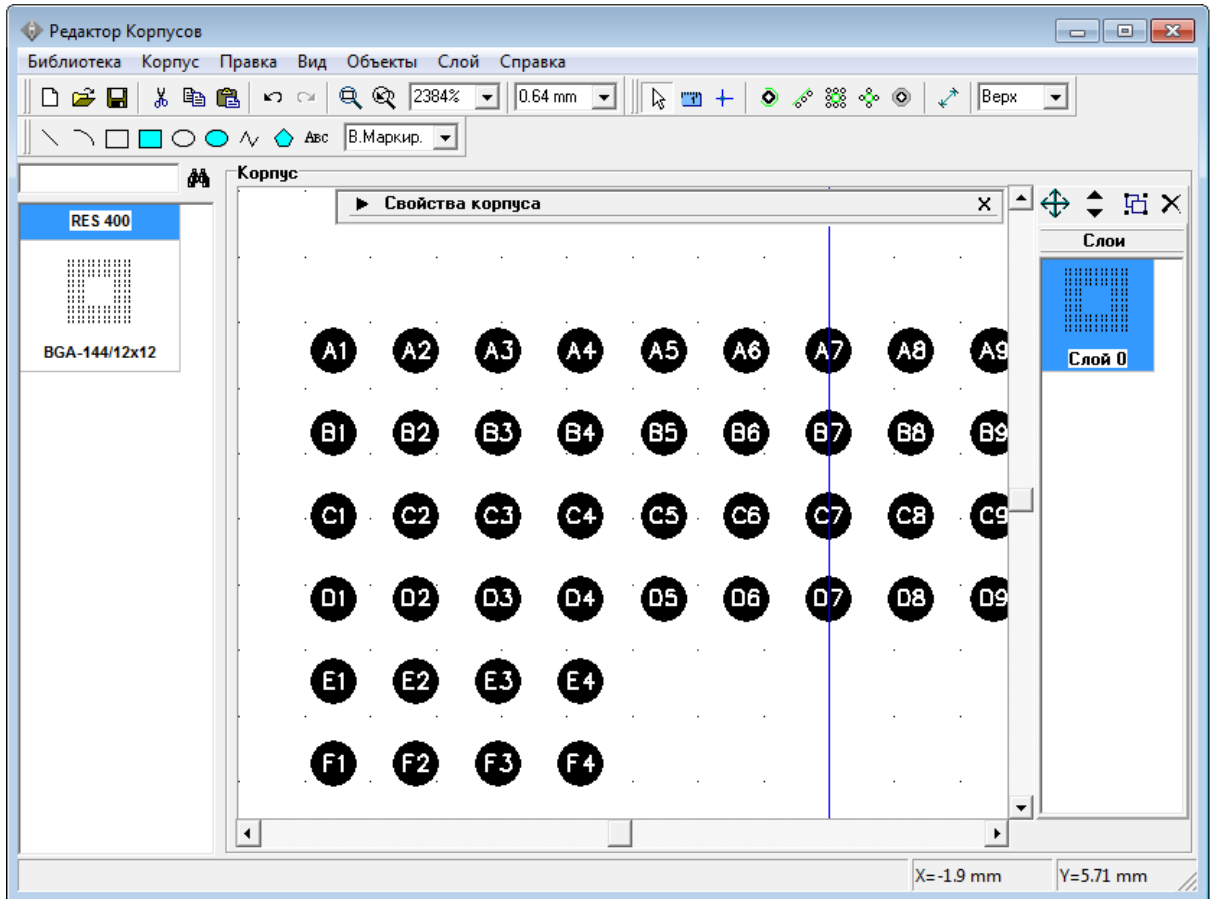 Редактор Корпусов
Библиотека Корпус Правка Вид Объекты Слой Справка
2384% 0.64 mm Верх
Авс В.Маркир.
Корпус
Свойства корпуса
RES 400
BGA-144/12x12
Слои
Слой 0
A1 A2 A3 A4 A5 A6 A7 A8 A9
B1 B2 B3 B4 B5 B6 B7 B8 B9
C1 C2 C3 C4 C5 C6 C7 C8 C9
D1 D2 D3 D4 D5 D6 D7 D8 D9
E1 E2 E3 E4
F1 F2 F3 F4
X=-1.9 mm Y=5.71 mm